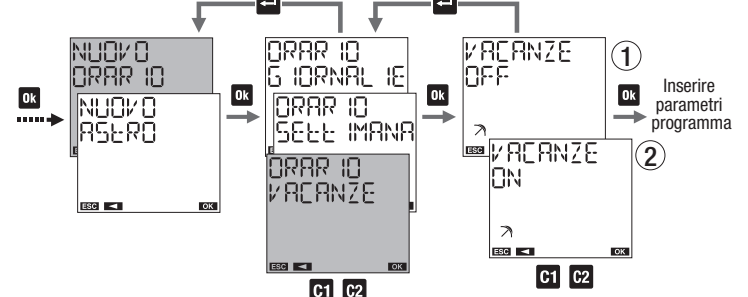 NUOVO
ORARIO
NUOVO
ASTRO
ESC
OK
ORARIO
GIORNALIE
ORARIO
SETTIMANA
ORARIO
VACANZE
ESC
OK
C1 C2
VACANZE
OFF
ESC
1
VACANZE
ON
ESC
OK
2
C1 C2
Ok
Ok
Ok
Ok
Inserire
parametri
programma